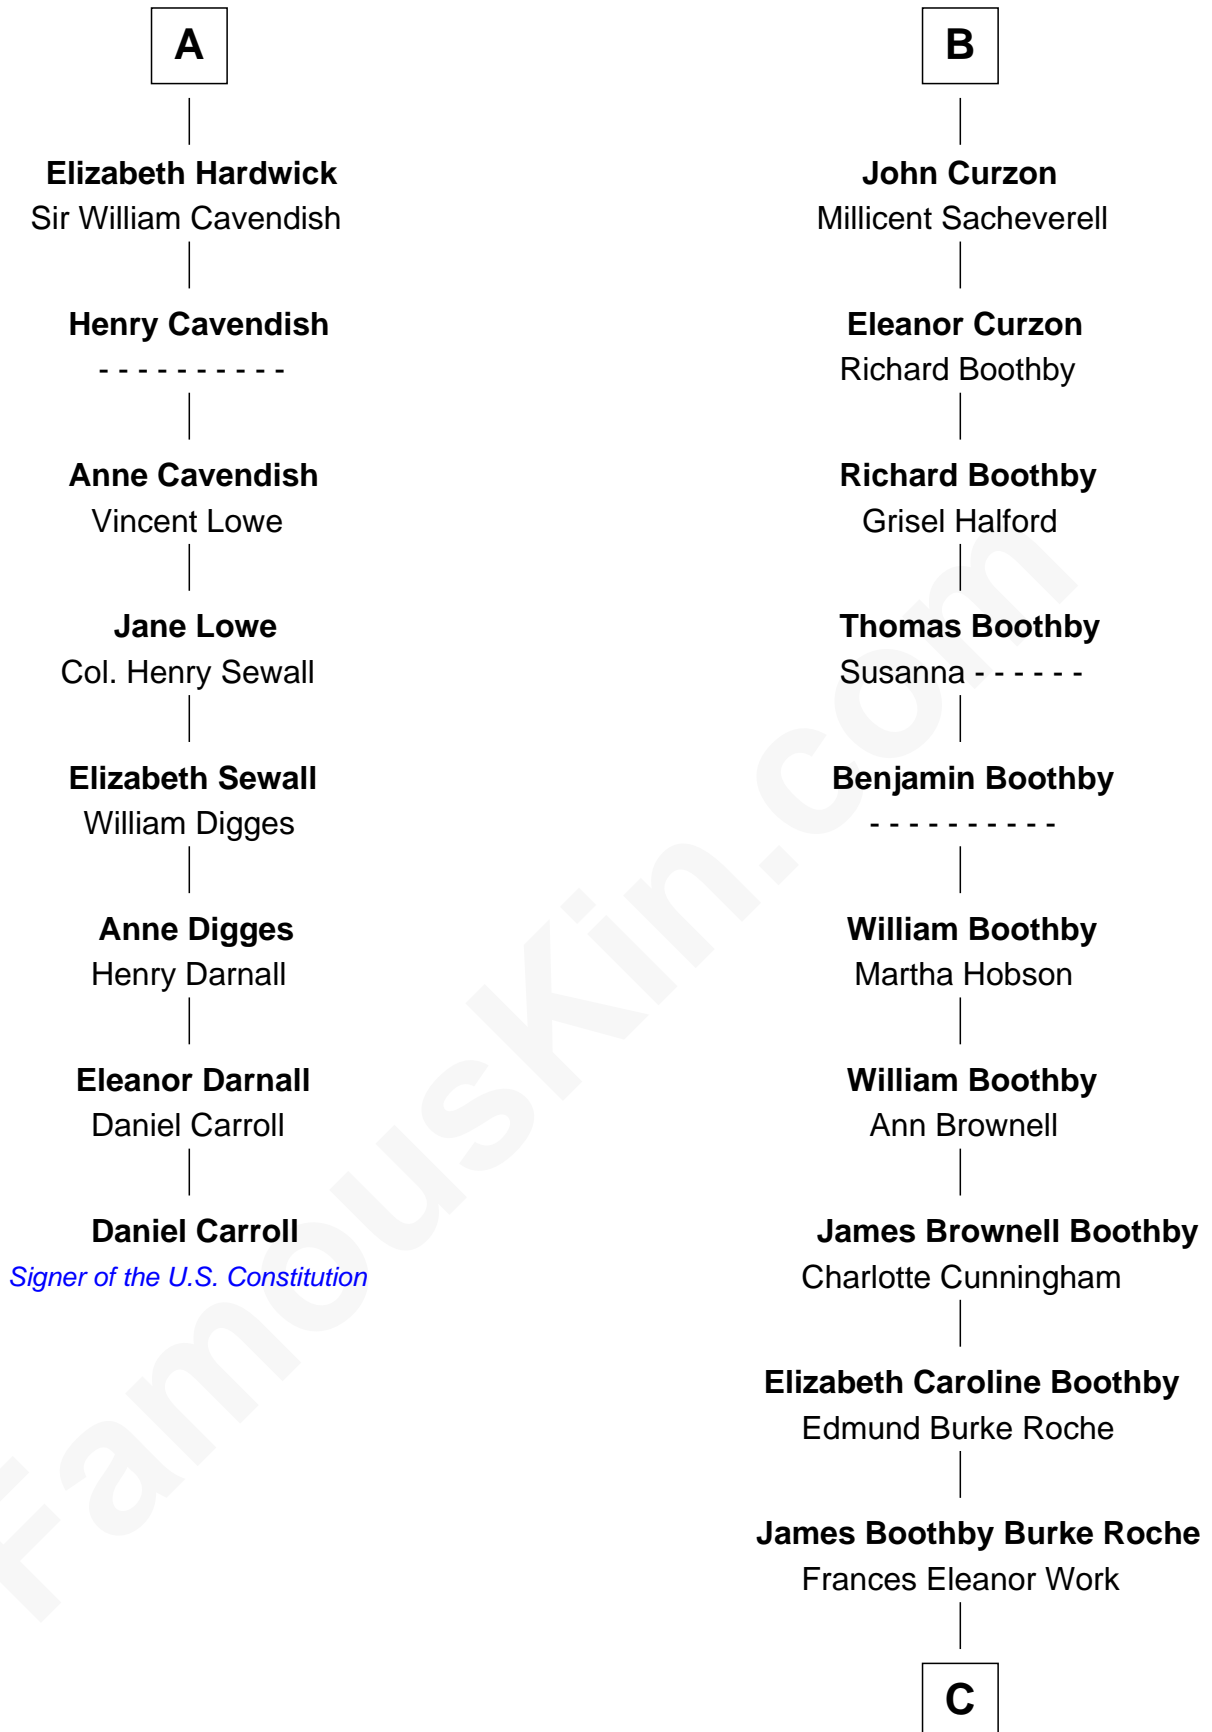 A
Elizabeth Hardwick
Sir William Cavendish
Henry Cavendish
- - - - - - - - - -
Anne Cavendish
Vincent Lowe
Jane Lowe
Col. Henry Sewall
Elizabeth Sewall
William Digges
Anne Digges
Henry Darnall
Eleanor Darnall
Daniel Carroll
Daniel Carroll
Signer of the U.S. Constitution
B
John Curzon
Millicent Sacheverell
Eleanor Curzon
Richard Boothby
Richard Boothby
Grisel Halford
Thomas Boothby
Susanna - - - - - -
Benjamin Boothby
- - - - - - - - - -
William Boothby
Martha Hobson
William Boothby
Ann Brownell
James Brownell Boothby
Charlotte Cunningham
Elizabeth Caroline Boothby
Edmund Burke Roche
James Boothby Burke Roche
Frances Eleanor Work
C
FamousKin.com